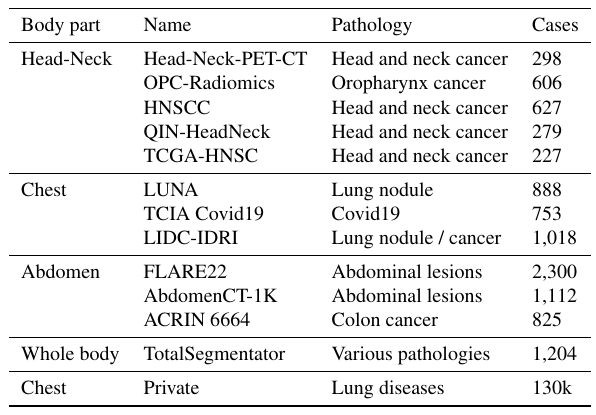 Body part Name Pathology Cases
Head-Neck Head-Neck-PET-CT Head and neck cancer 298
OPC-Radiomics Oropharynx cancer 606
HNSCC Head and neck cancer 627
QIN-HeadNeck Head and neck cancer 279
TCGA-HNSC Head and neck cancer 227
Chest LUNA Lung nodule 888
TCIA Covid19 Covid19 753
LIDC-IDRI Lung nodule / cancer 1,018
Abdomen FLARE22 Abdominal lesions 2,300
AbdomenCT-1K Abdominal lesions 1,112
ACRIN 6664 Colon cancer 825
Whole body TotalSegmentator Various pathologies 1,204
Chest Private Lung diseases 130k